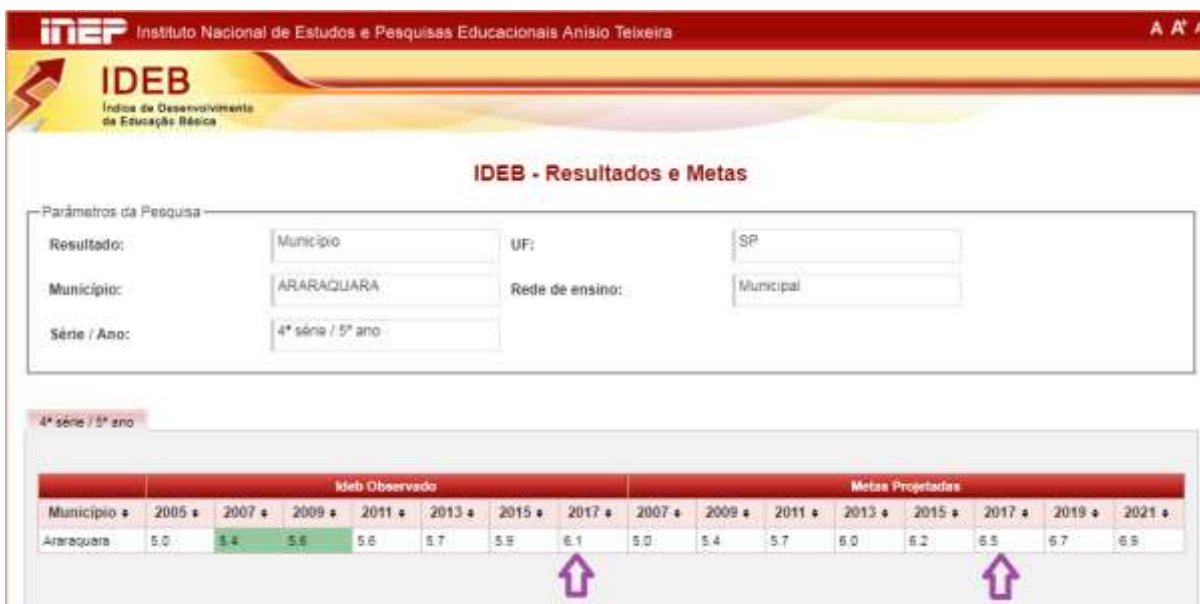 inep Instituto Nacional de Estudos e Pesquisas Educacionais Anísio Teixeira A A+
IDEB
Índice de Desenvolvimento
da Educação Básica
IDEB - Resultados e Metas
Parâmetros da Pesquisa
Resultado: Município UF: SP
Município: ARARAQUARA Rede de ensino: Municipal
Série / Ano: 4ª série / 5º ano
4ª série / 5º ano
Ideb Observado Metas Projetadas
Município 2005 2007 2009 2011 2013 2015 2017 2007 2009 2011 2013 2015 2017 2019 2021
Araraquara 5.0 5.4 5.6 5.6 5.7 5.9 6.1 5.0 5.4 5.7 6.0 6.2 6.5 6.7 6.9